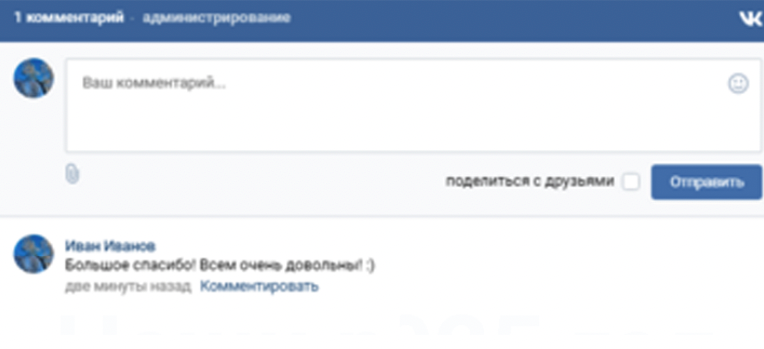 1 комментарий · администрирование
Ваш комментарий...
поделиться с друзьями Отправить
Иван Иванов
Большое спасибо! Всем очень довольны! :)
две минуты назад Комментировать